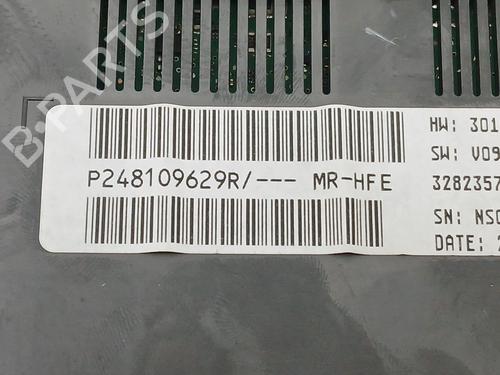 B-PARTS
P248109629R/--- MR-HFE
HW: 301
SW: V09
3282357
SN: NSC
DATE: